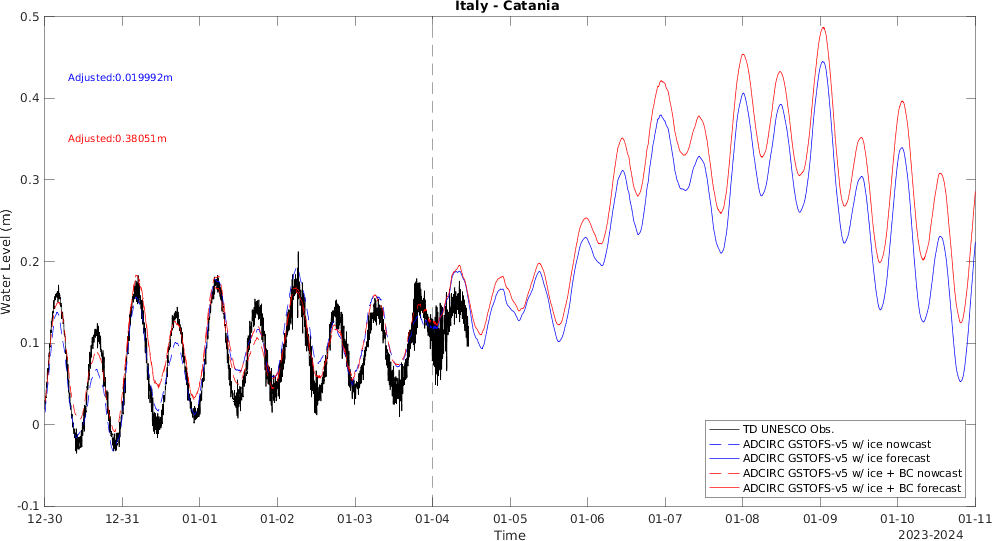 Italy - Catania
Adjusted:0.019992m
Adjusted:0.38051m
Water Level (m)
0.5
0.4
0.3
0.2
0.1
0
-0.1
12-30 12-31 01-01 01-02 01-03 01-04 01-05 01-06 01-07 01-08 01-09 01-10 01-11
Time
2023-2024
TD UNESCO Obs.
ADCIRC GSTOFS-v5 w/ ice nowcast
ADCIRC GSTOFS-v5 w/ ice forecast
ADCIRC GSTOFS-v5 w/ ice + BC nowcast
ADCIRC GSTOFS-v5 w/ ice + BC forecast